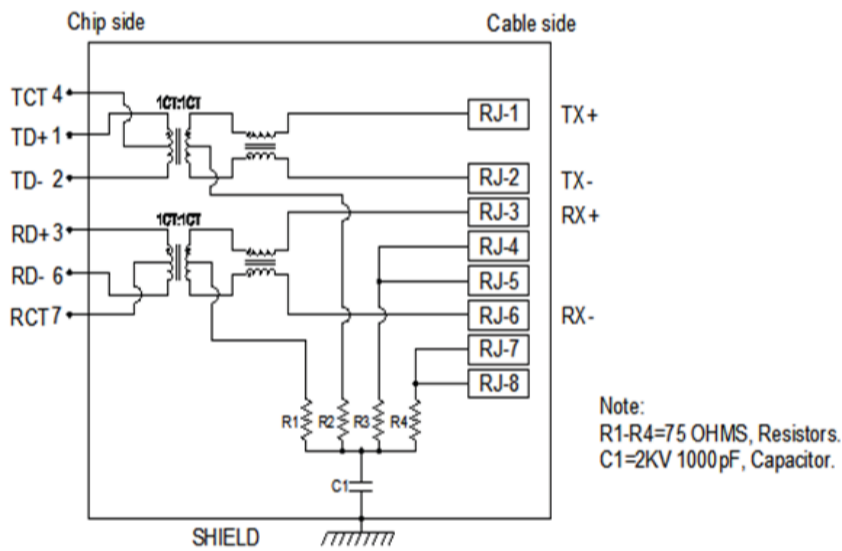 Chip side
Cable side
TCT 4
1CT:1CT
RJ-1 TX+
TD+ 1
TD- 2
RJ-2 TX-
RJ-3 RX+
1CT:1CT
RD+ 3
RJ-4
RD- 6
RJ-5
RCT 7
RJ-6 RX-
RJ-7
RJ-8
R1 R2 R3 R4
Note:
R1-R4=75 OHMS, Resistors.
C1=2KV 1000pF, Capacitor.
C1
SHIELD